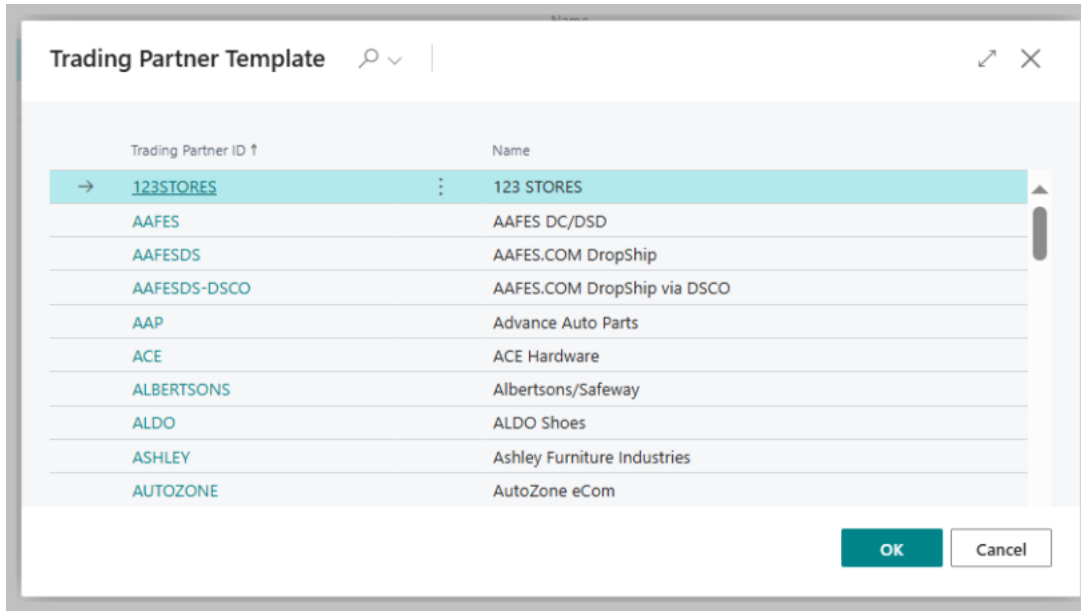 Name
Trading Partner Template
Trading Partner ID ↑ Name
123STORES 123 STORES
AAFES AAFES DC/DSD
AAFESDS AAFES.COM DropShip
AAFESDS-DSCO AAFES.COM DropShip via DSCO
AAP Advance Auto Parts
ACE ACE Hardware
ALBERTSONS Albertsons/Safeway
ALDO ALDO Shoes
ASHLEY Ashley Furniture Industries
AUTOZONE AutoZone eCom
OK Cancel